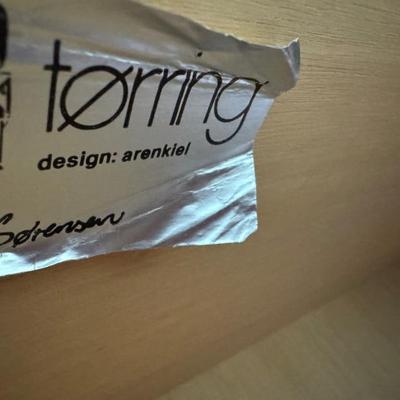 tørring
design: arenkiel
Sørensen